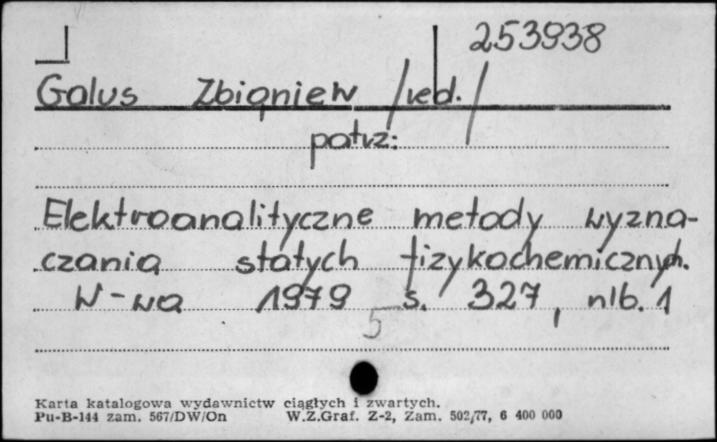 253938
Galus Zbigniew /red./
patrz:
Elektroanalityczne metody wyzna-
czania stałych fizykochemicznych.
W-wa 1979 s. 327, nlb. 1
5
Karta katalogowa wydawnictw ciągłych i zwartych.
Pu-B-144 zam. 567/DW/On W.Z.Graf. Z-2, Zam. 502/77, 6 400 000